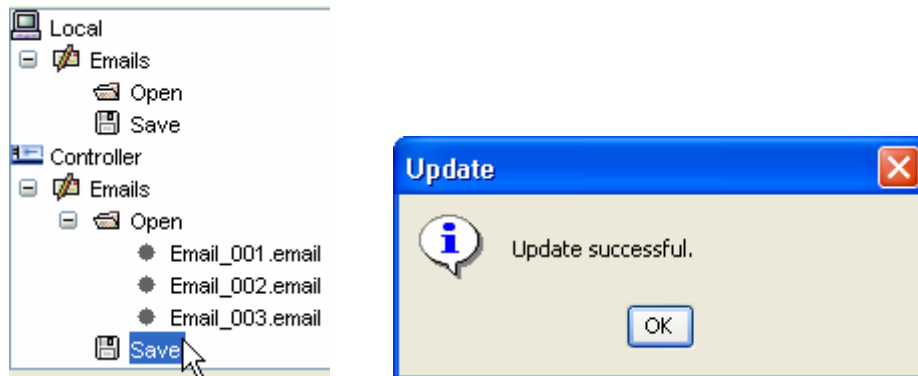 Local
Emails
Open
Save
Controller
Emails
Open
Email_001.email
Email_002.email
Email_003.email
Save
Update
Update successful.
OK